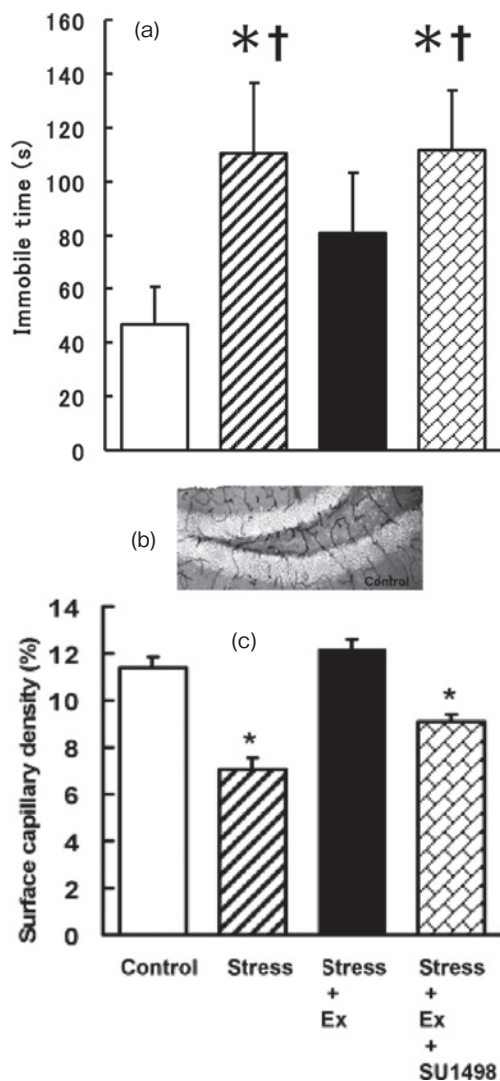 (a)
160
140
120
100
80
60
40
20
0
Immobile time (s)
*†
*†
(b)
Control
(c)
14
12
10
8
6
4
2
0
Surface capillary density (%)
*
*
Control Stress Stress Stress
+ +
Ex Ex
+
SU1498